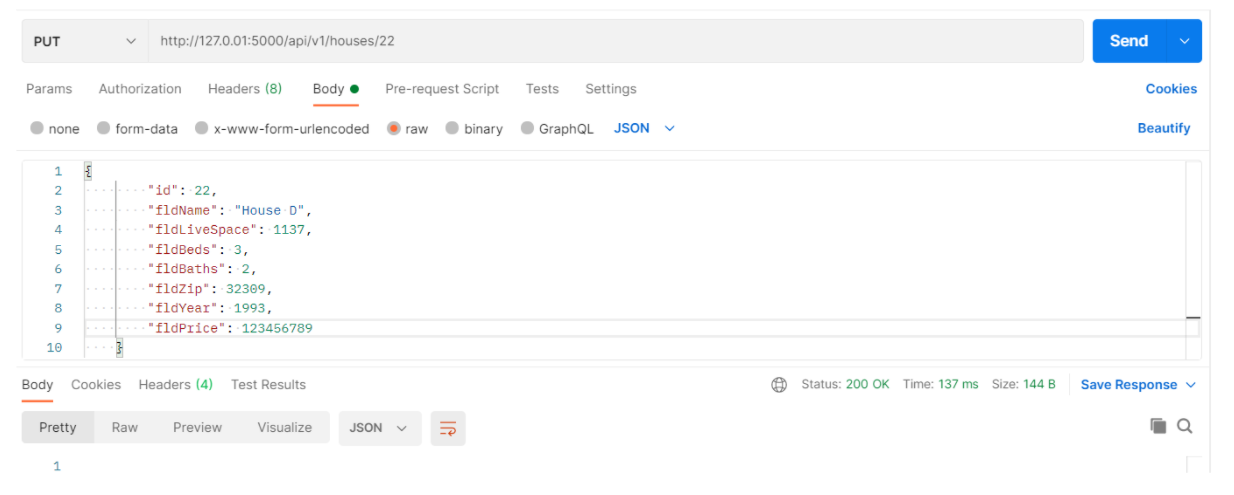 PUT http://127.0.01:5000/api/v1/houses/22 Send
Params Authorization Headers (8) Body Pre-request Script Tests Settings Cookies
none form-data x-www-form-urlencoded raw binary GraphQL JSON Beautify
1 {
2 "id": 22,
3 "fldName": "House D",
4 "fldLiveSpace": 1137,
5 "fldBeds": 3,
6 "fldBaths": 2,
7 "fldZip": 32309,
8 "fldYear": 1993,
9 "fldPrice": 123456789
10 }
Body Cookies Headers (4) Test Results Status: 200 OK Time: 137 ms Size: 144 B Save Response
Pretty Raw Preview Visualize JSON
1